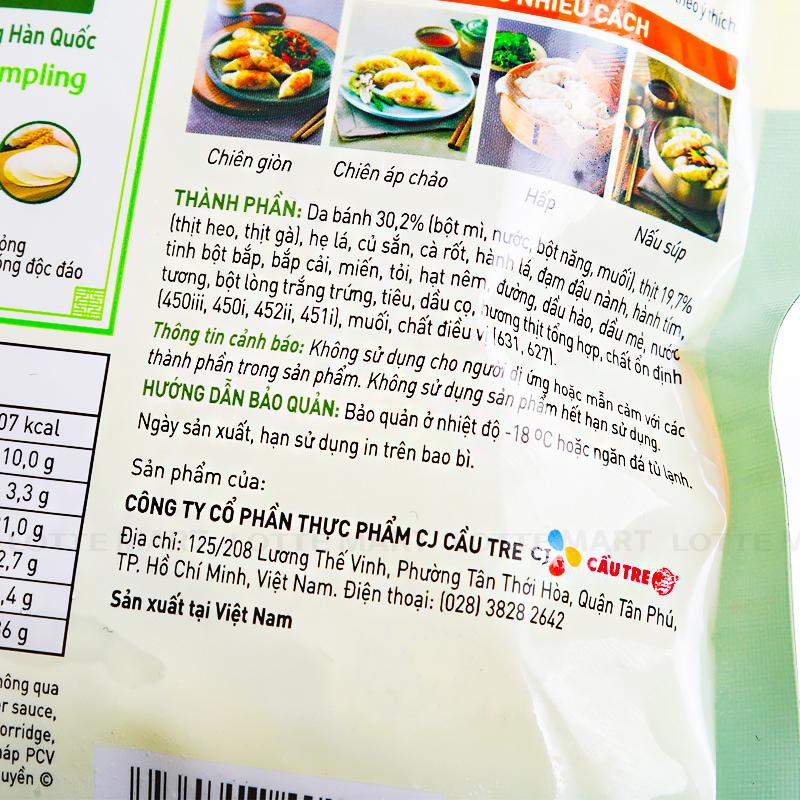 theo ý thích.
NHIỀU CÁCH
Hàn Quốc
mpling
Chiên giòn
Chiên áp chảo
Hấp
Nấu súp
THÀNH PHẦN: Da bánh 30,2% (bột mì, nước, bột năng, muối), thịt 19,7%
(thịt heo, thịt gà), hẹ lá, củ sắn, cà rốt, hành lá, đạm đậu nành, hành tím,
tinh bột bắp, bắp cải, miến, tỏi, hạt nêm, đường, dầu hào, dầu mè, nước
tương, bột lòng trắng trứng, tiêu, dầu cọ, hương thịt tổng hợp, chất ổn định
(450iii, 450i, 452ii, 451i), muối, chất điều vị (631, 627).
Thông tin cảnh báo: Không sử dụng cho người dị ứng hoặc mẫn cảm với các
thành phần trong sản phẩm. Không sử dụng sản phẩm hết hạn sử dụng.
HƯỚNG DẪN BẢO QUẢN: Bảo quản ở nhiệt độ -18 ºC hoặc ngăn đá tủ lạnh.
Ngày sản xuất, hạn sử dụng in trên bao bì.
Sản phẩm của:
CÔNG TY CỔ PHẦN THỰC PHẨM CJ CẦU TRE CJ CẦU TRE
Địa chỉ: 125/208 Lương Thế Vinh, Phường Tân Thới Hòa, Quận Tân Phú,
TP. Hồ Chí Minh, Việt Nam. Điện thoại: (028) 3828 2642
Sản xuất tại Việt Nam
độc đáo
07 kcal
10,0 g
3,3 g
1,0 g
2,7 g
,4 g
6 g
qua
sauce,
orridge,
PCV
©
LOTTE MART LOTTE MART LOTTE M